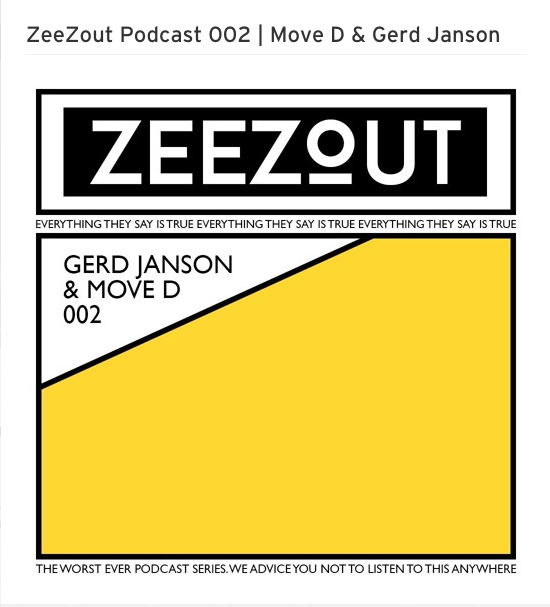 ZeeZout Podcast 002 | Move D & Gerd Janson
ZEEZOUT
EVERYTHING THEY SAY IS TRUE EVERYTHING THEY SAY IS TRUE EVERYTHING THEY SAY IS TRUE
GERD JANSON
& MOVE D
002
THE WORST EVER PODCAST SERIES. WE ADVICE YOU NOT TO LISTEN TO THIS ANYWHERE